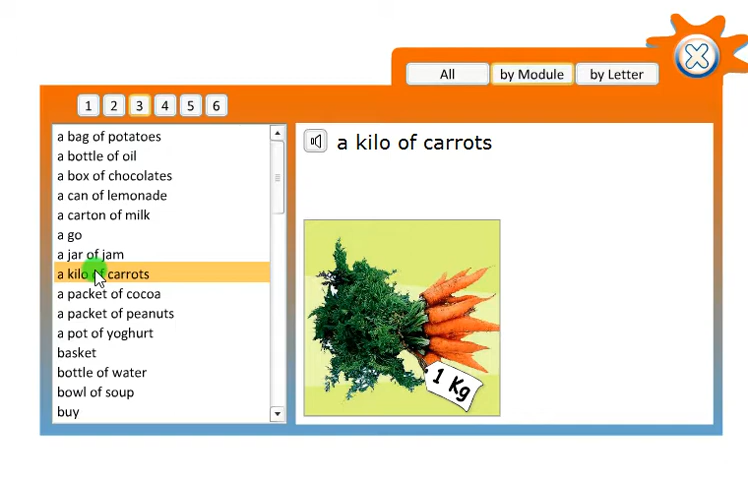 All
by Module
by Letter
1 2 3 4 5 6
a bag of potatoes
a bottle of oil
a box of chocolates
a can of lemonade
a carton of milk
a go
a jar of jam
a kilo of carrots
a packet of cocoa
a packet of peanuts
a pot of yoghurt
basket
bottle of water
bowl of soup
buy
a kilo of carrots
1 Kg